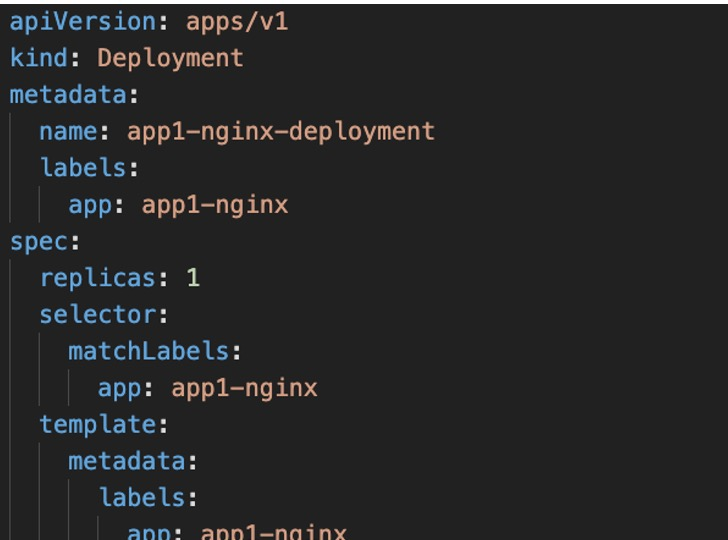 apiVersion: apps/v1
kind: Deployment
metadata:
  name: app1-nginx-deployment
  labels:
    app: app1-nginx
spec:
  replicas: 1
  selector:
    matchLabels:
      app: app1-nginx
  template:
    metadata:
      labels:
        app: app1-nginx